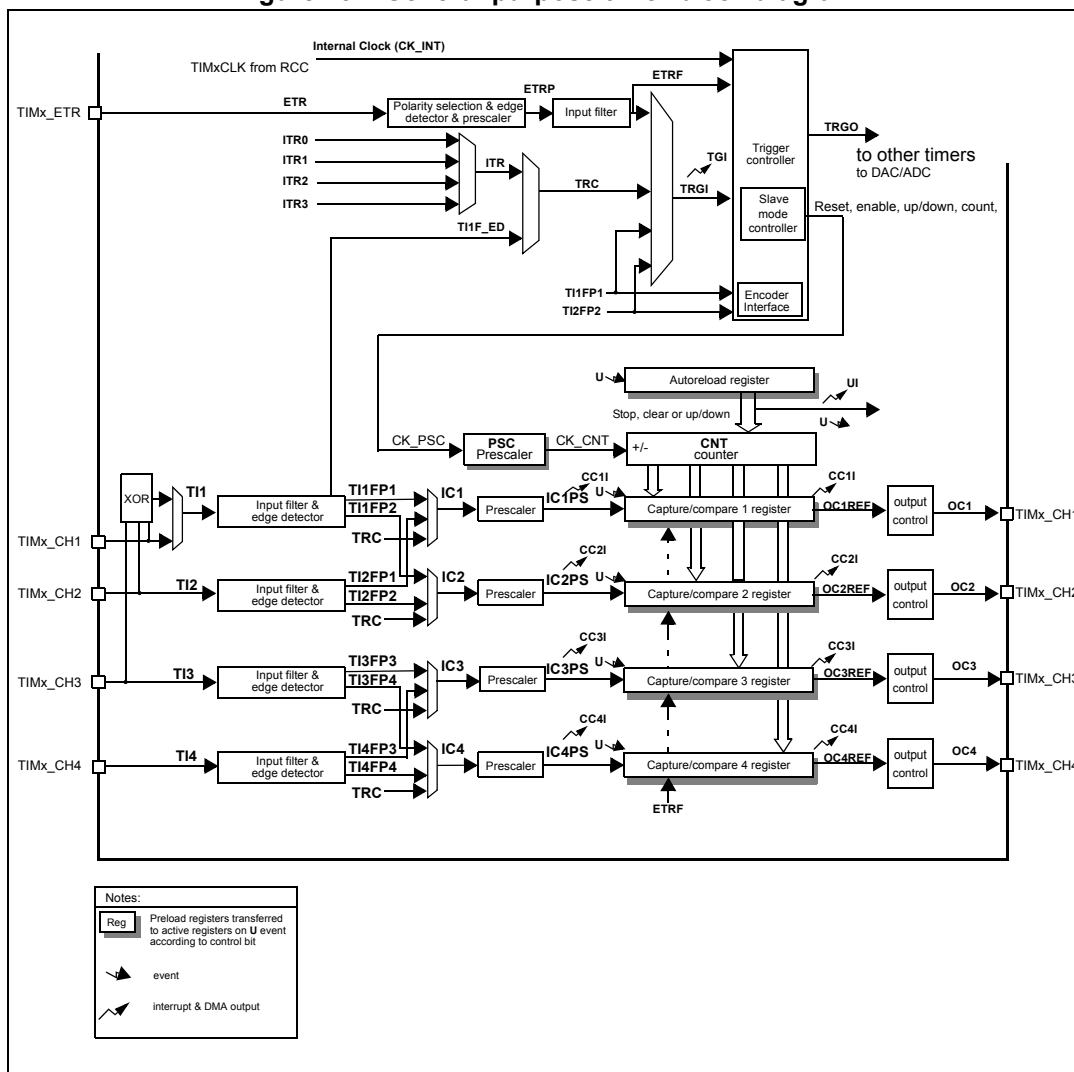 Internal Clock (CK_INT)
TIMxCLK from RCC
ETRF
TIMx_ETR
ETR
Polarity selection & edge
detector & prescaler
ETRP
Input filter
TRGO
to other timers
to DAC/ADC
Trigger
controller
ITR0
ITR1
ITR2
ITR3
ITR
TRC
TGI
TRGI
Slave
mode
controller
Reset, enable, up/down, count,
TI1F_ED
TI1FP1
TI2FP2
Encoder
Interface
U
Autoreload register
UI
U
Stop, clear or up/down
CK_PSC
PSC
Prescaler
CK_CNT
+/-
CNT
counter
XOR
TI1
Input filter &
edge detector
TI1FP1
TI1FP2
TRC
IC1
Prescaler
CC1I
IC1PS
U
Capture/compare 1 register
CC1I
OC1REF
output
control
OC1
TIMx_CH1
TIMx_CH1
TIMx_CH2
TI2
Input filter &
edge detector
TI2FP1
TI2FP2
TRC
IC2
Prescaler
CC2I
IC2PS
U
Capture/compare 2 register
CC2I
OC2REF
output
control
OC2
TIMx_CH2
TIMx_CH3
TI3
Input filter &
edge detector
TI3FP3
TI3FP4
TRC
IC3
Prescaler
CC3I
IC3PS
U
Capture/compare 3 register
CC3I
OC3REF
output
control
OC3
TIMx_CH3
TIMx_CH4
TI4
Input filter &
edge detector
TI4FP3
TI4FP4
TRC
IC4
Prescaler
CC4I
IC4PS
U
Capture/compare 4 register
CC4I
OC4REF
output
control
OC4
TIMx_CH4
ETRF
Notes:
Reg
Preload registers transferred
to active registers on U event
according to control bit
event
interrupt & DMA output